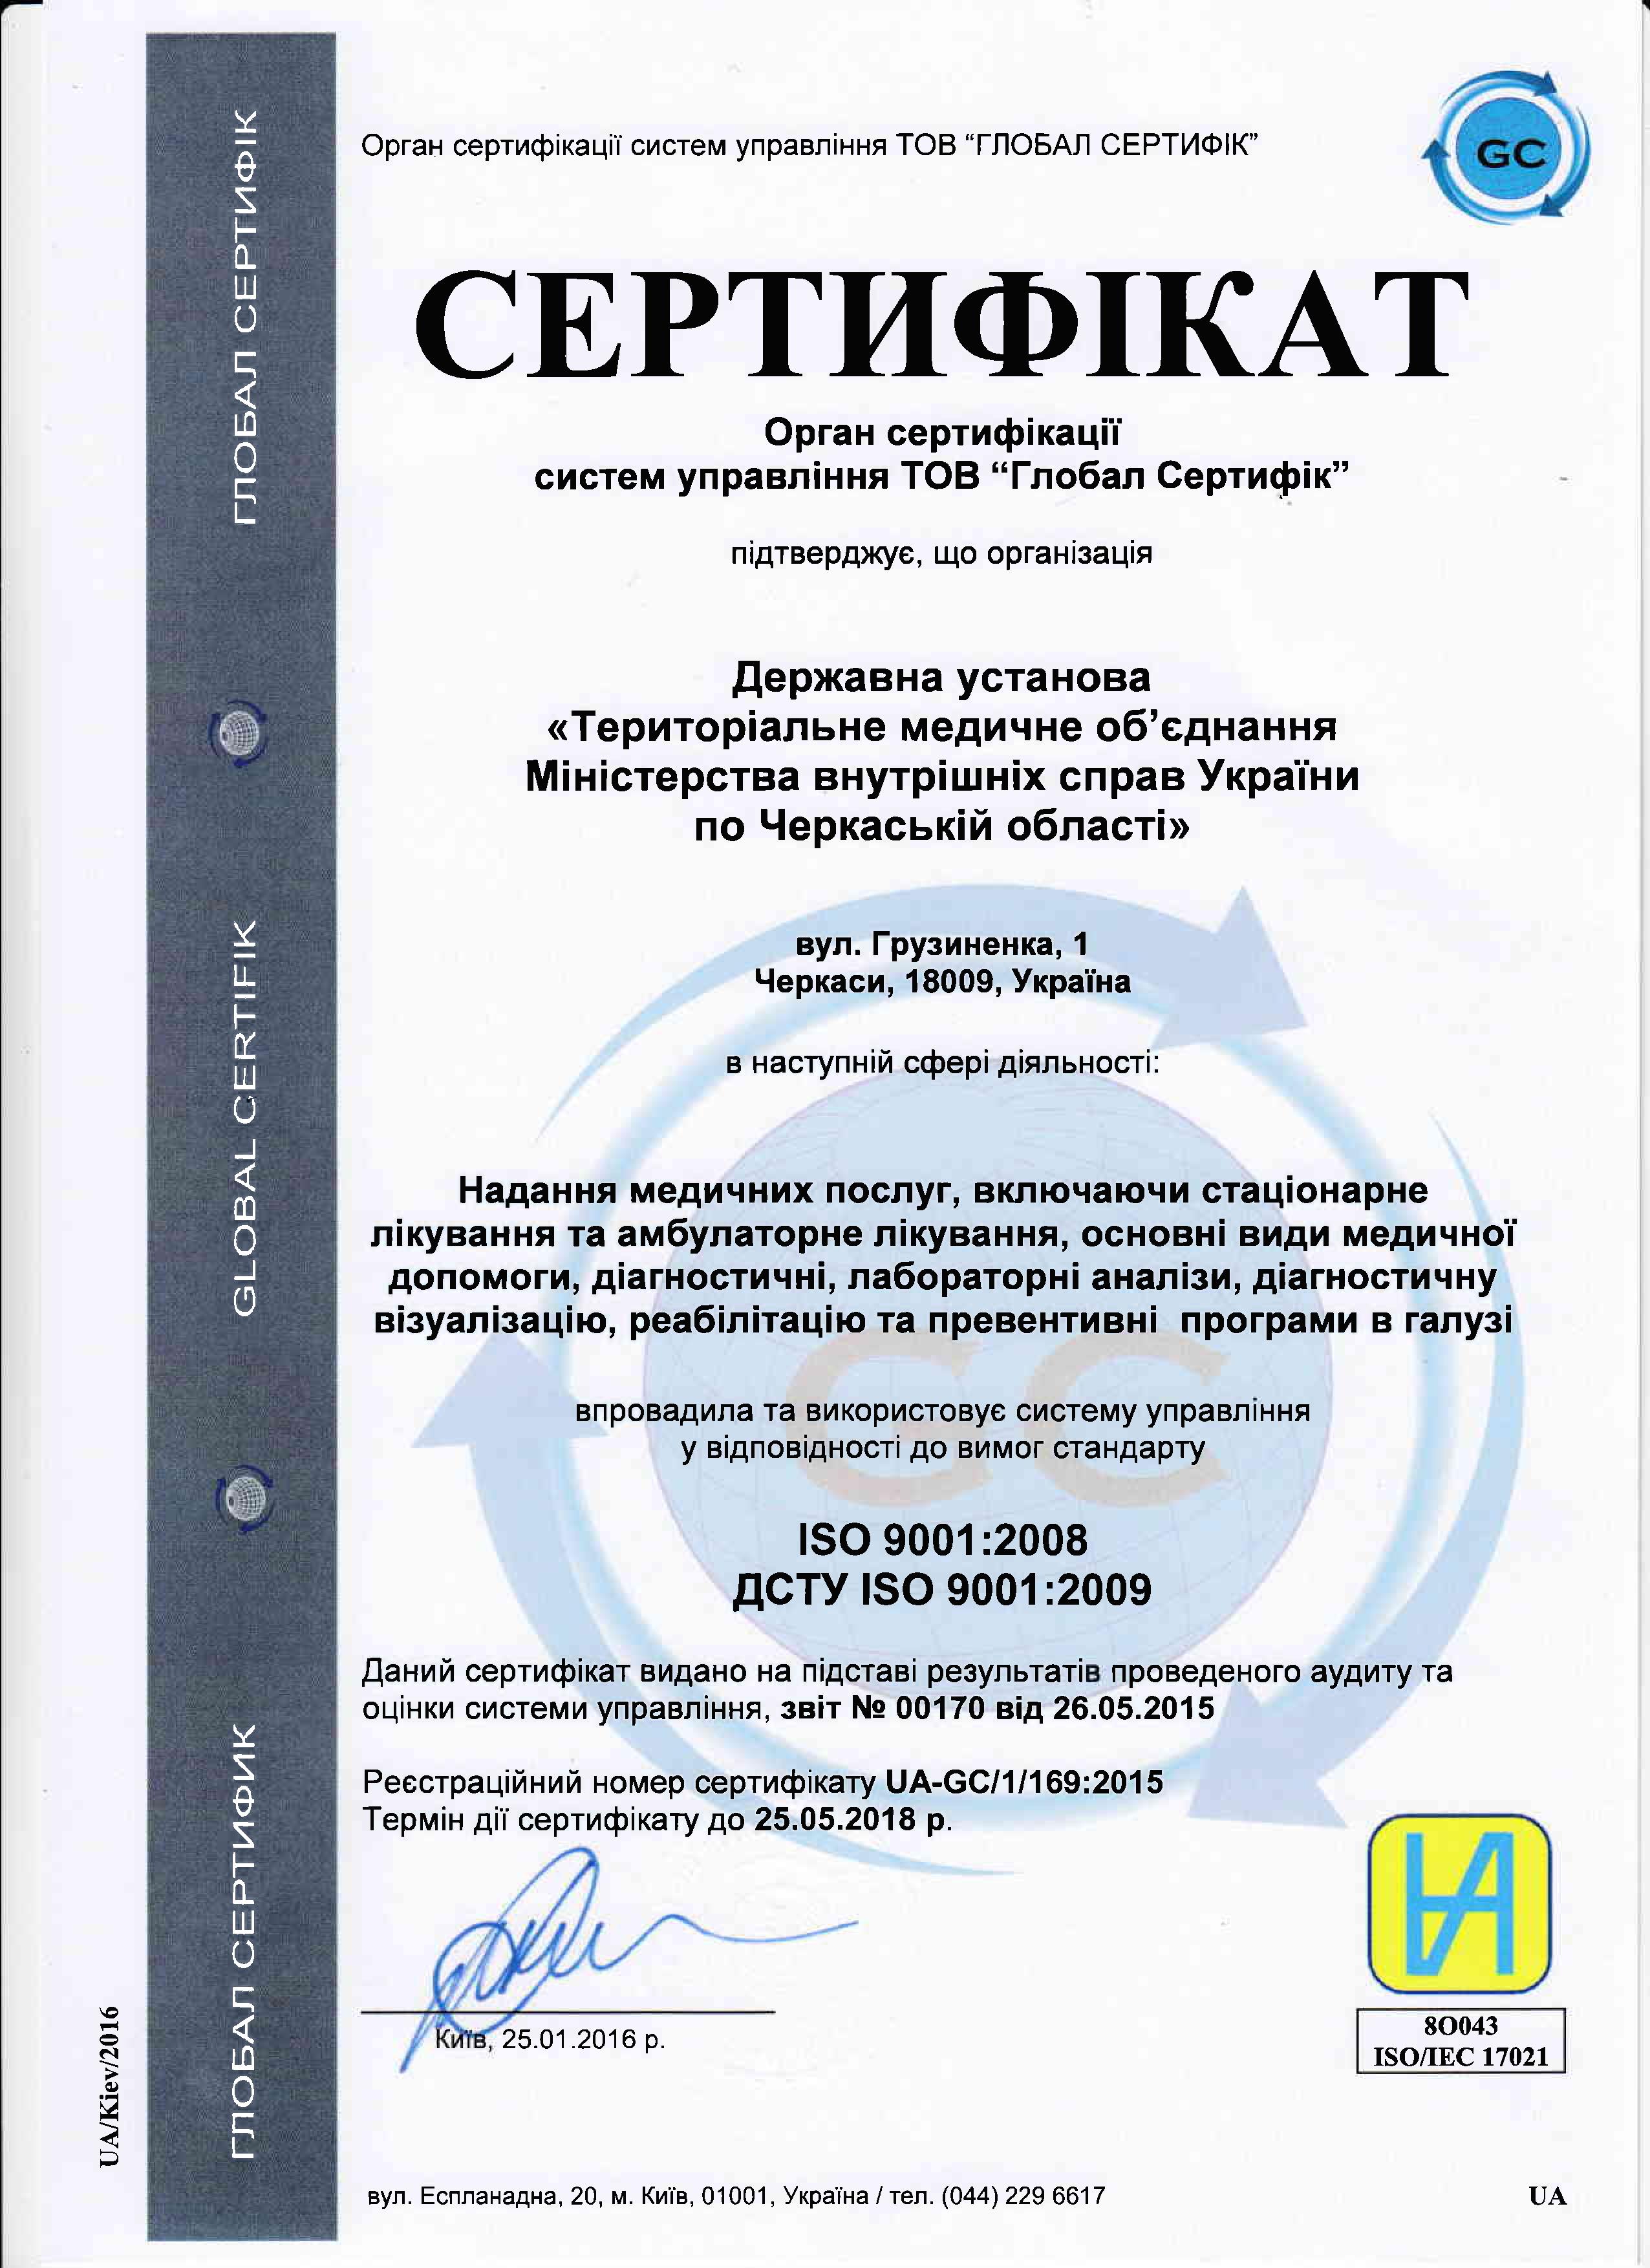 Орган сертифікації систем управління ТОВ “ГЛОБАЛ СЕРТИФІК”
GC
СЕРТИФІКАТ
Орган сертифікації
систем управління ТОВ “Глобал Сертифік”
підтверджує, що організація
Державна установа
«Територіальне медичне об’єднання
Міністерства внутрішніх справ України
по Черкаській області»
вул. Грузиненка, 1
Черкаси, 18009, Україна
в наступній сфері діяльності:
Надання медичних послуг, включаючи стаціонарне
лікування та амбулаторне лікування, основні види медичної
допомоги, діагностичні, лабораторні аналізи, діагностичну
візуалізацію, реабілітацію та превентивні програми в галузі
GC
впровадила та використовує систему управління
у відповідності до вимог стандарту
ISO 9001:2008
ДСТУ ISO 9001:2009
Даний сертифікат видано на підставі результатів проведеного аудиту та
оцінки системи управління, звіт № 00170 від 26.05.2015
Реєстраційний номер сертифікату UA-GC/1/169:2015
Термін дії сертифікату до 25.05.2018 р.
Київ, 25.01.2016 р.
8О043
ISO/IEC 17021
вул. Еспланадна, 20, м. Київ, 01001, Україна / тел. (044) 229 6617
UA
ГЛОБАЛ СЕРТИФІК
GLOBAL CERTIFIK
ГЛОБАЛ СЕРТИФИК
UA/Kiev/2016